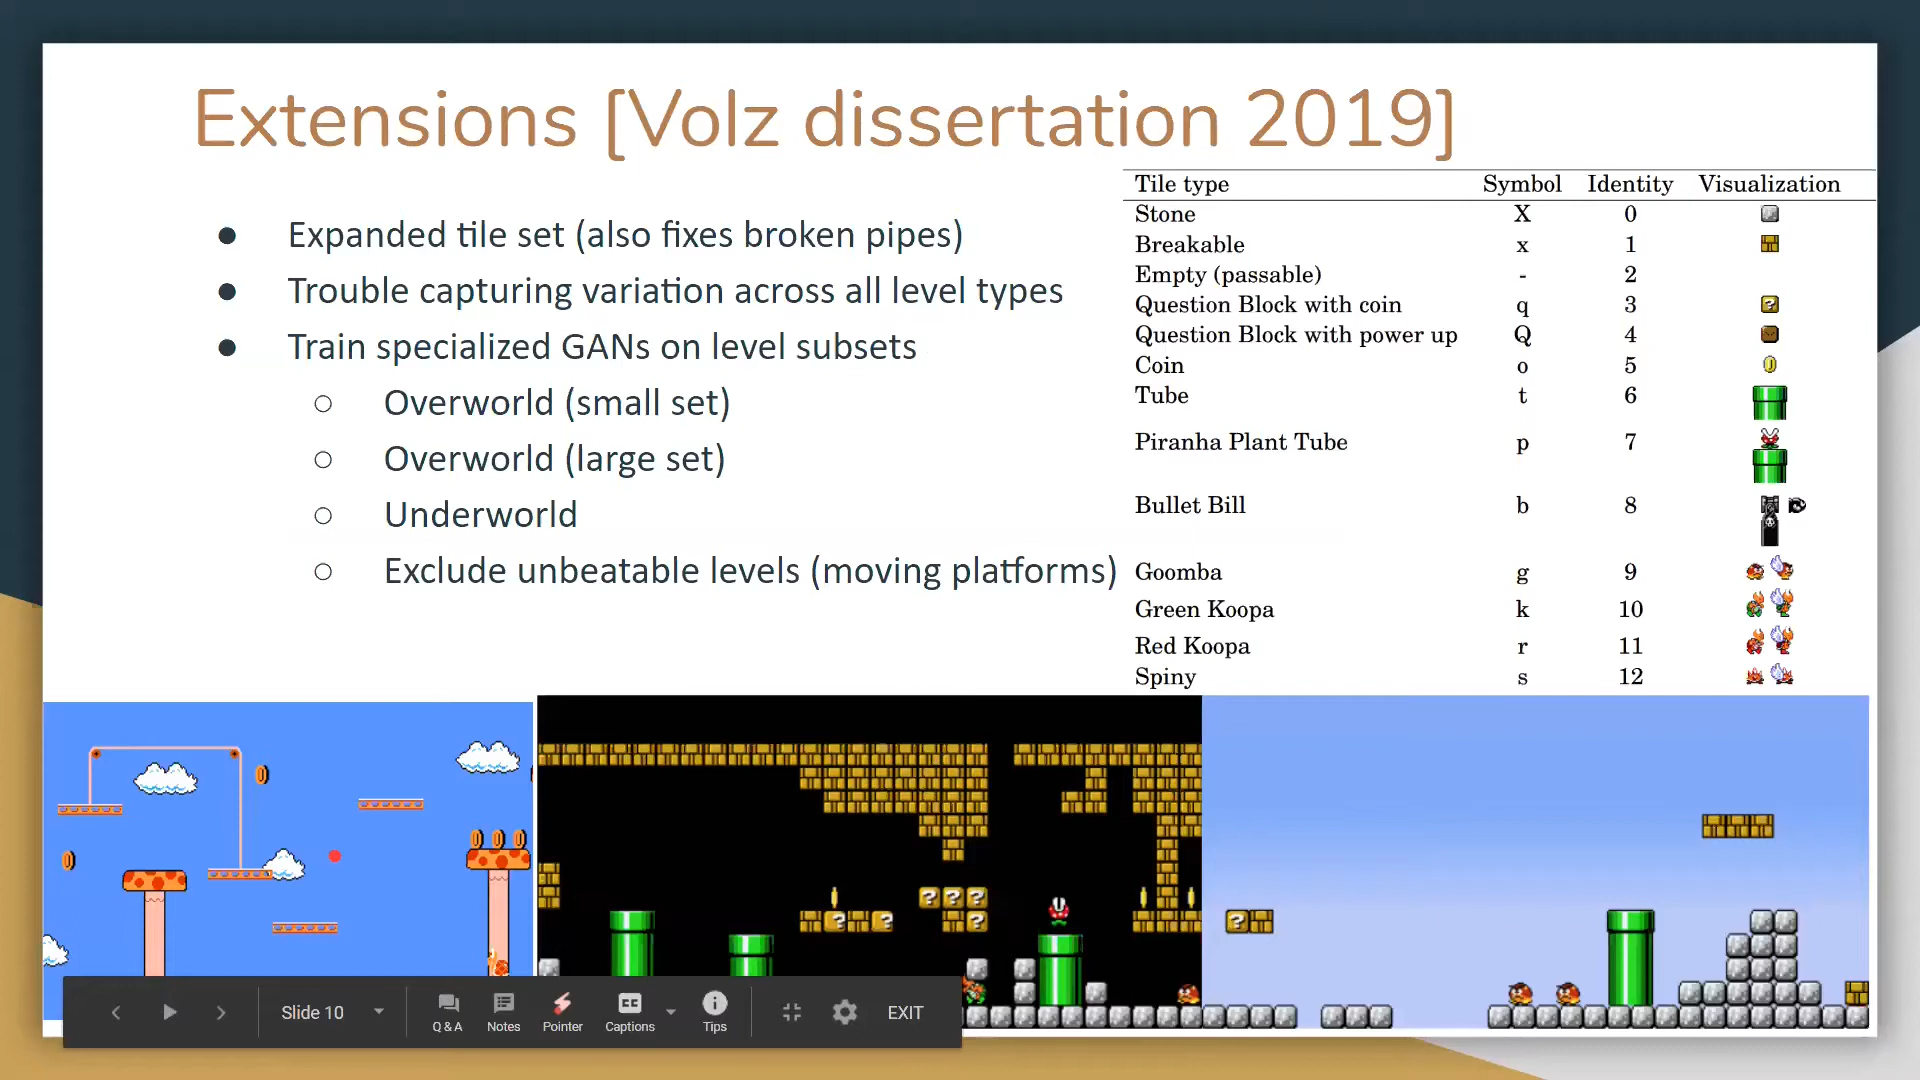 Extensions [Volz dissertation 2019]
● Expanded tile set (also fixes broken pipes)
● Trouble capturing variation across all level types
● Train specialized GANs on level subsets
○ Overworld (small set)
○ Overworld (large set)
○ Underworld
○ Exclude unbeatable levels (moving platforms)
Tile type Symbol Identity Visualization
Stone X 0
Breakable x 1
Empty (passable) - 2
Question Block with coin q 3
Question Block with power up Q 4
Coin o 5
Tube t 6
Piranha Plant Tube p 7
Bullet Bill b 8
Goomba g 9
Green Koopa k 10
Red Koopa r 11
Spiny s 12
Slide 10
Q & A Notes Pointer Captions Tips
CC
EXIT